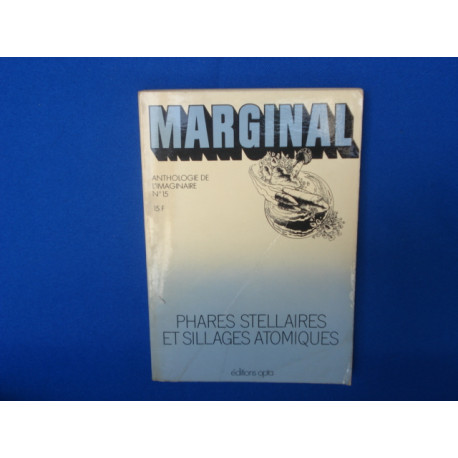 MARGINAL
ANTHOLOGIE DE
L'IMAGINAIRE
N°15
15 F
PHARES STELLAIRES
ET SILLAGES ATOMIQUES
éditions opta